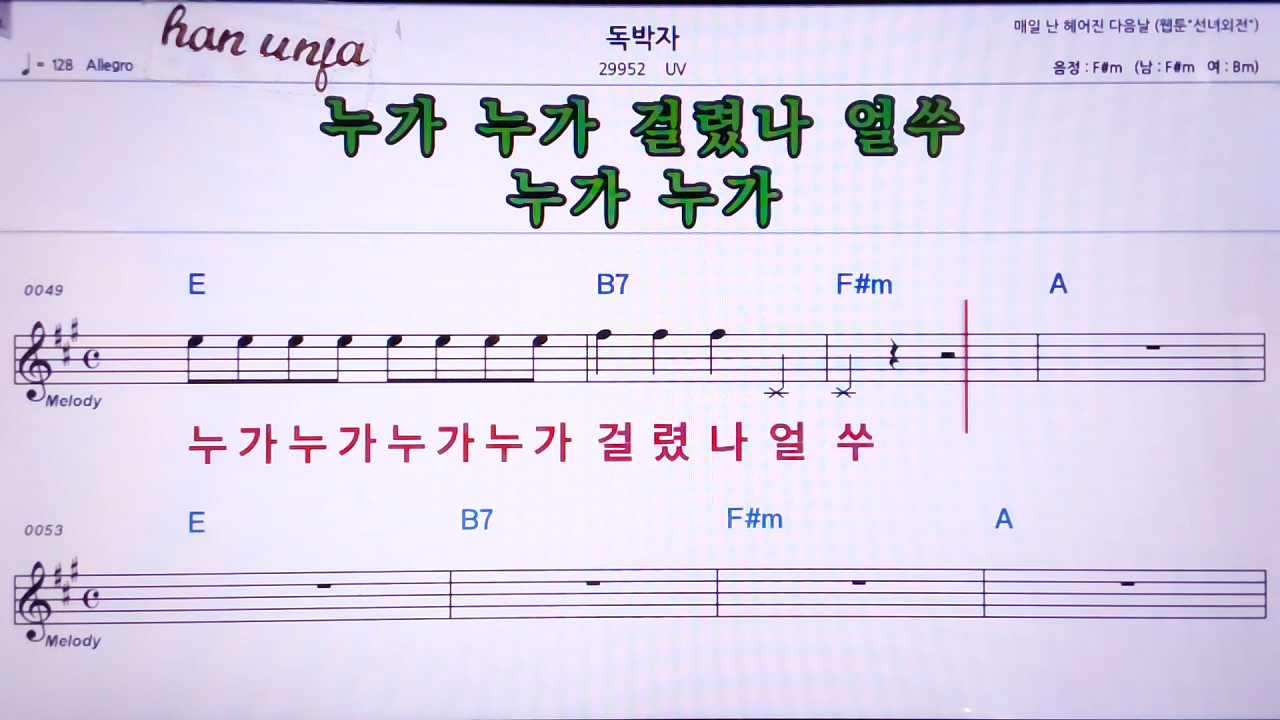 han unja
독박자
매일 난 헤어진 다음날 (웹툰"선녀외전")
♩= 128 Allegro
29952 UV
음정 : F#m (남 : F#m 여 : Bm)
누가 누가 걸렸나 얼쑤
누가 누가
0049
E B7 F#m A
Melody
누가누가누가누가 걸렸나얼쑤
0053
E B7 F#m A
Melody